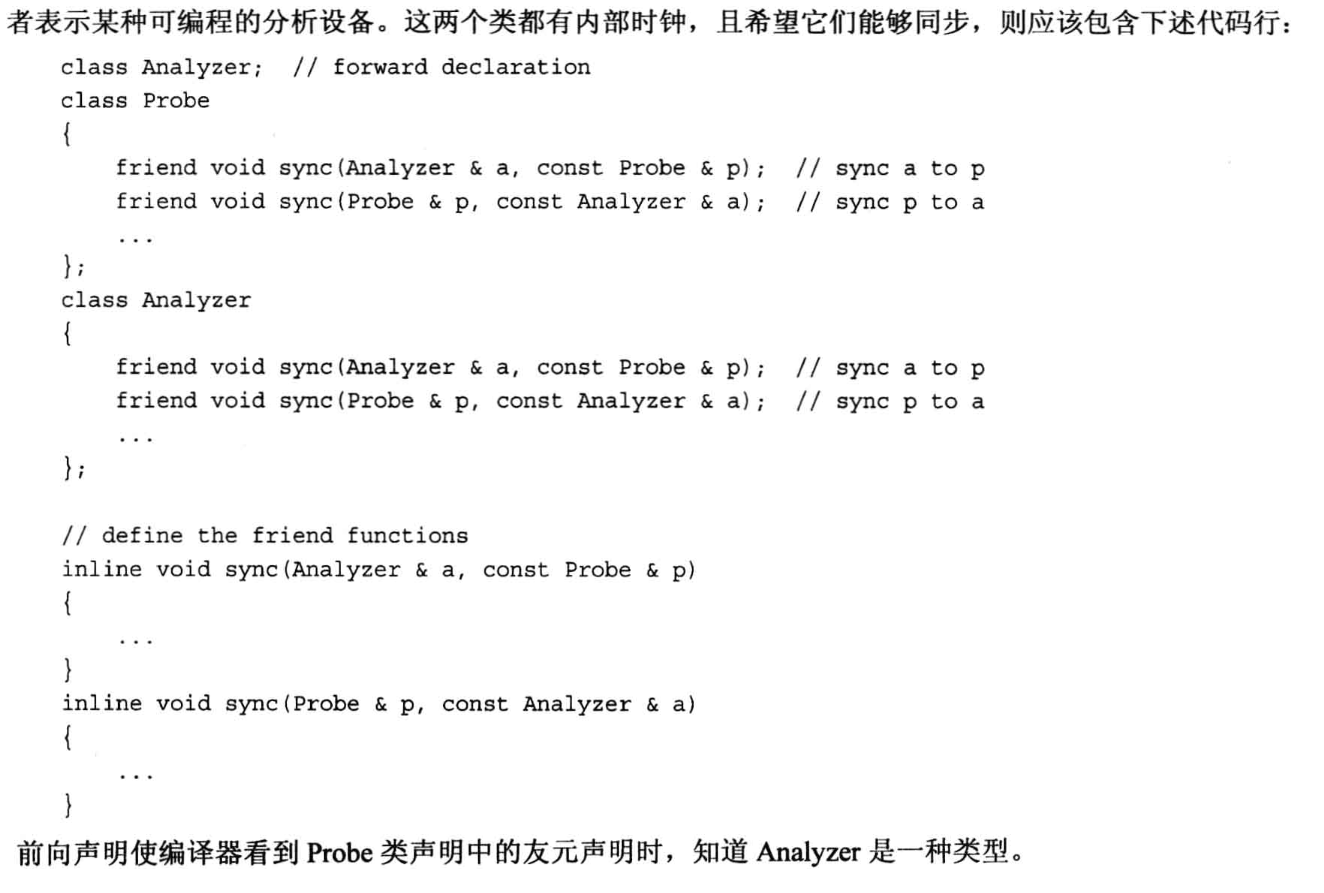 者表示某种可编程的分析设备。这两个类都有内部时钟，且希望它们能够同步，则应该包含下述代码行：
class Analyzer;  // forward declaration
class Probe
{
    friend void sync(Analyzer & a, const Probe & p);  // sync a to p
    friend void sync(Probe & p, const Analyzer & a);  // sync p to a
    ...
};
class Analyzer
{
    friend void sync(Analyzer & a, const Probe & p);  // sync a to p
    friend void sync(Probe & p, const Analyzer & a);  // sync p to a
    ...
};
// define the friend functions
inline void sync(Analyzer & a, const Probe & p)
{
    ...
}
inline void sync(Probe & p, const Analyzer & a)
{
    ...
}
前向声明使编译器看到 Probe 类声明中的友元声明时，知道 Analyzer 是一种类型。